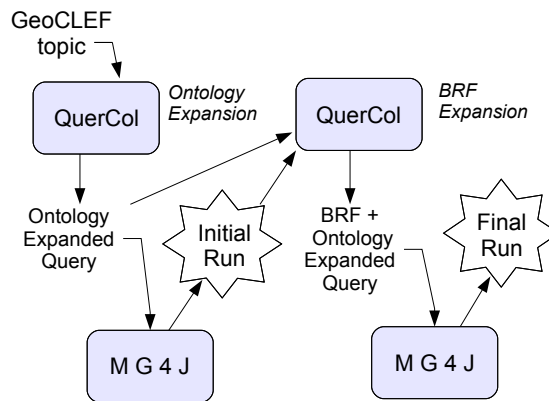 GeoCLEF
topic
QuerCol
Ontology
Expansion
QuerCol
BRF
Expansion
Ontology
Expanded
Query
Initial
Run
BRF +
Ontology
Expanded
Query
Final
Run
M G 4 J
M G 4 J